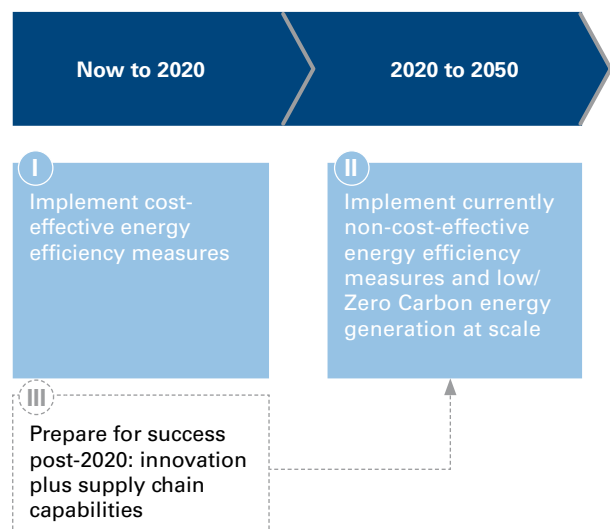 Now to 2020
2020 to 2050
I
Implement cost-
effective energy
efficiency measures
II
Implement currently
non-cost-effective
energy efficiency
measures and low/
Zero Carbon energy
generation at scale
III
Prepare for success
post-2020: innovation
plus supply chain
capabilities